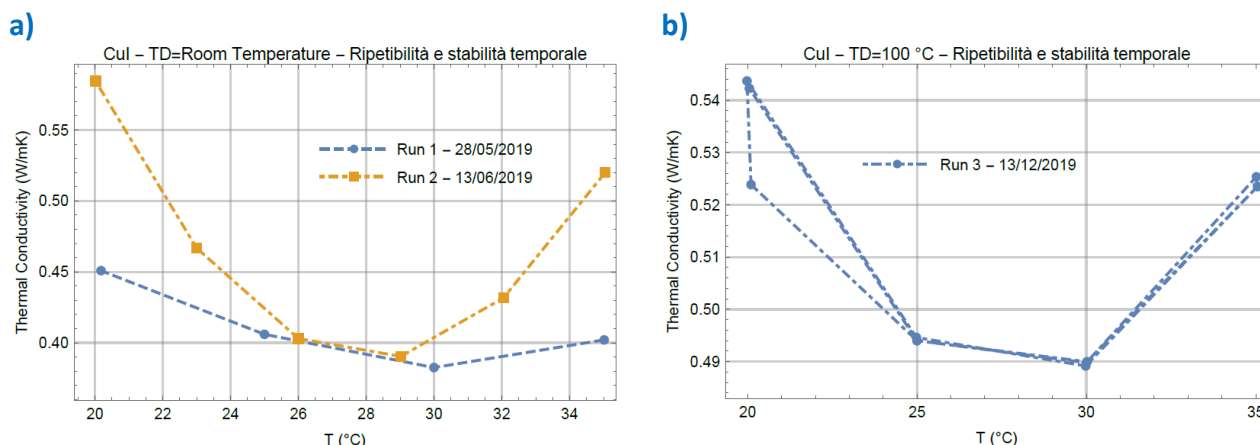 a)
CuI – TD=Room Temperature – Ripetibilità e stabilità temporale
Thermal Conductivity (W/mK)
0.55
0.50
0.45
0.40
Run 1 – 28/05/2019
Run 2 – 13/06/2019
20 22 24 26 28 30 32 34
T (°C)
b)
CuI – TD=100 °C – Ripetibilità e stabilità temporale
Thermal Conductivity (W/mK)
0.54
0.53
0.52
0.51
0.50
0.49
Run 3 – 13/12/2019
20 25 30 35
T (°C)